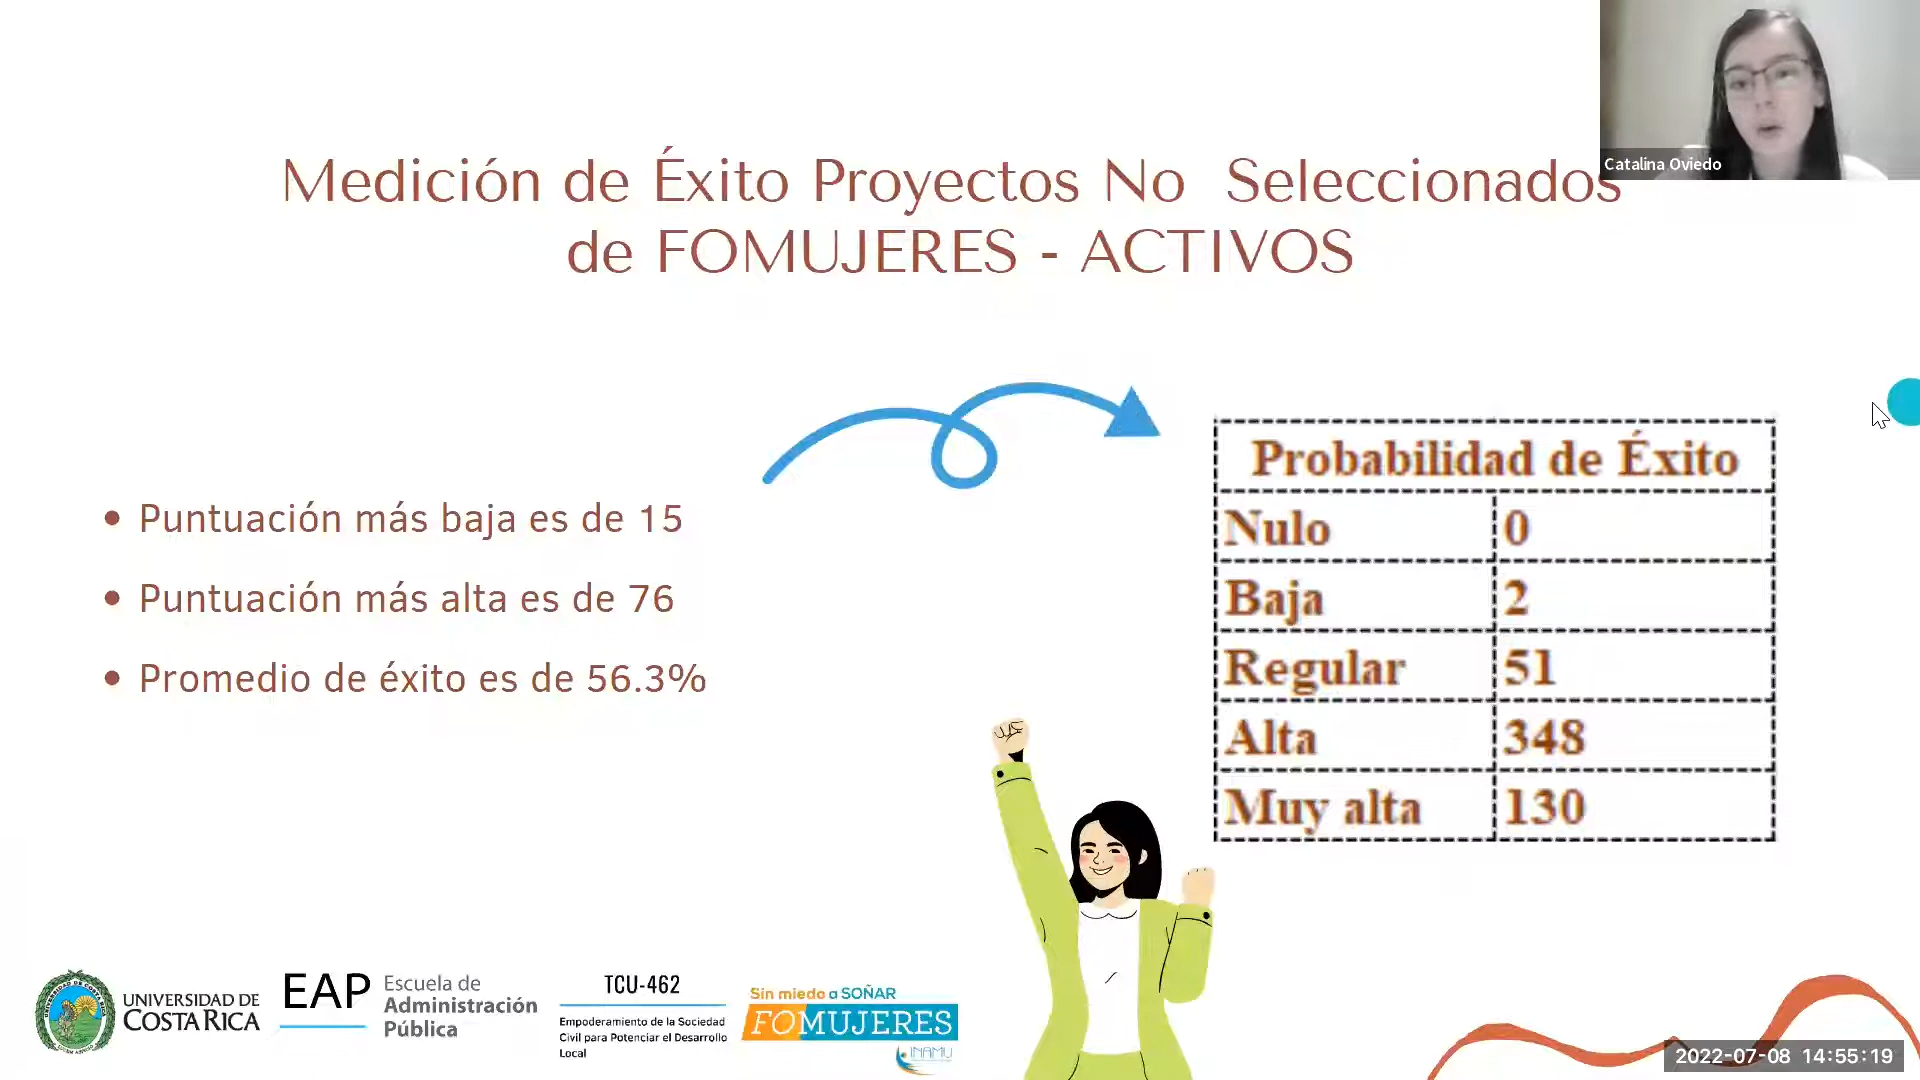 Catalina Oviedo
Medición de Éxito Proyectos No Seleccionados
de FOMUJERES - ACTIVOS
Puntuación más baja es de 15
Puntuación más alta es de 76
Promedio de éxito es de 56.3%
Probabilidad de Éxito
Nulo 0
Baja 2
Regular 51
Alta 348
Muy alta 130
UNIVERSIDAD DE
COSTA RICA
EAP
Escuela de
Administración
Pública
TCU-462
Empoderamiento de la Sociedad
Civil para Potenciar el Desarrollo
Local
Sin miedo a SOÑAR
FOMUJERES
INAMU
2022-07-08 14:55:19